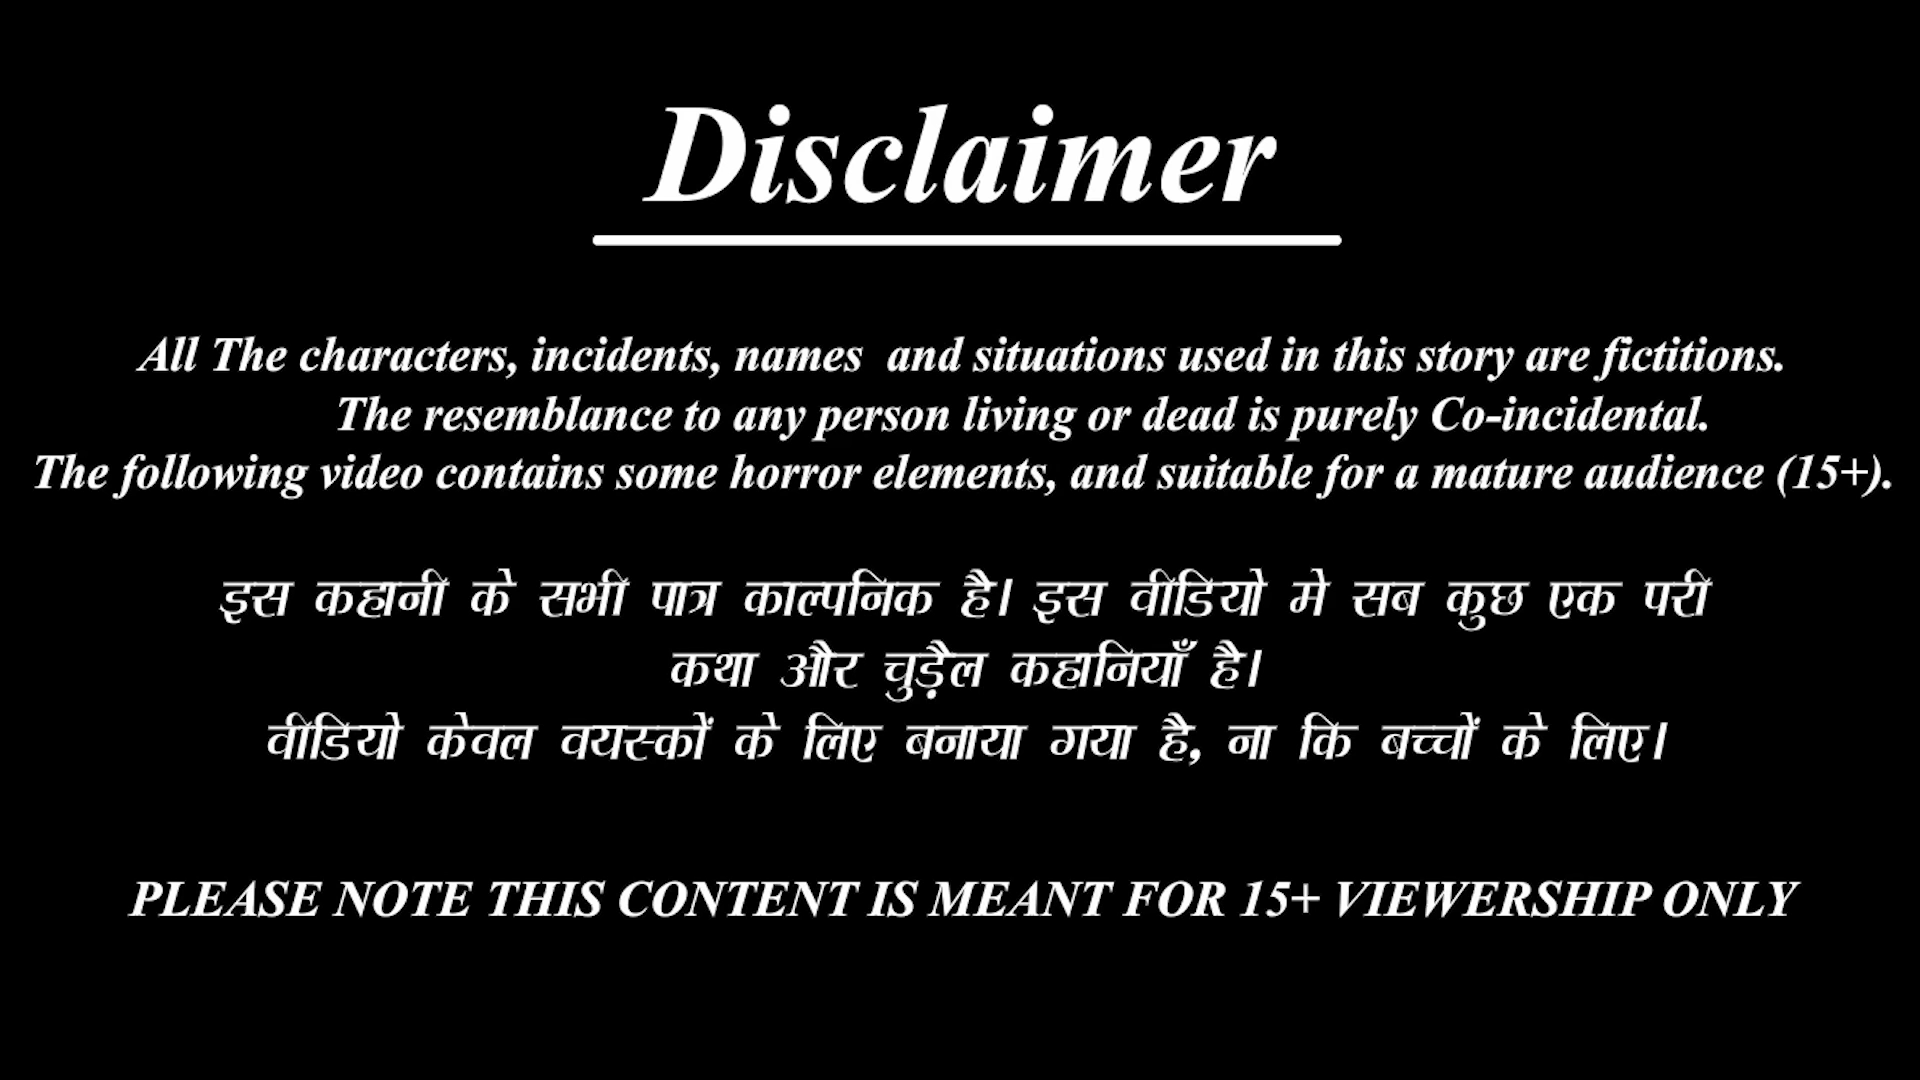 Disclaimer
All The characters, incidents, names and situations used in this story are fictitions.
The resemblance to any person living or dead is purely Co-incidental.
The following video contains some horror elements, and suitable for a mature audience (15+).
इस कहानी के सभी पात्र काल्पनिक है। इस वीडियो मे सब कुछ एक परी
कथा और चुड़ैल कहानियाँ है।
वीडियो केवल वयस्कों के लिए बनाया गया है, ना कि बच्चों के लिए।
PLEASE NOTE THIS CONTENT IS MEANT FOR 15+ VIEWERSHIP ONLY